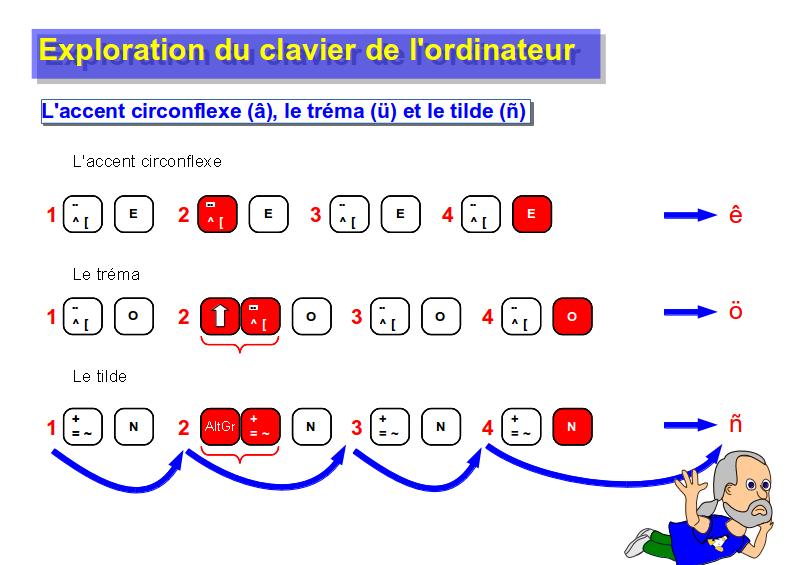 Exploration du clavier de l'ordinateur
L'accent circonflexe (â), le tréma (ü) et le tilde (ñ)
L'accent circonflexe
1 ¨ ^ [ E 2 ¨ ^ [ E 3 ¨ ^ [ E 4 ¨ ^ [ E ê
Le tréma
1 ¨ ^ [ O 2 ¨ ^ [ O 3 ¨ ^ [ O 4 ¨ ^ [ O ö
Le tilde
1 + = ~ N 2 AltGr + = ~ N 3 + = ~ N 4 + = ~ N ñ